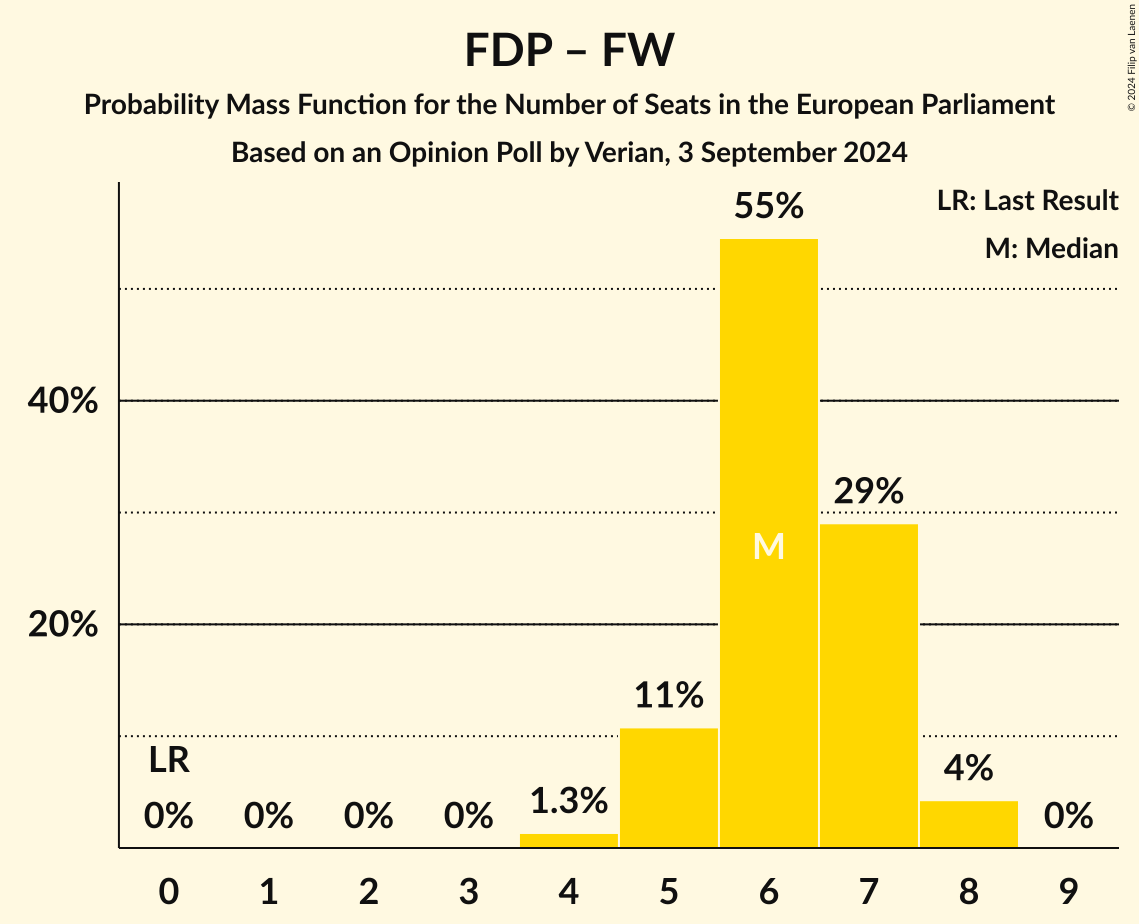 FDP – FW
Probability Mass Function for the Number of Seats in the European Parliament
Based on an Opinion Poll by Verian, 3 September 2024
© 2024 Filip van Laenen
LR: Last Result
M: Median
55%
40%
29%
M
20%
11%
LR
4%
1.3%
0% 0% 0% 0% 0%
0 1 2 3 4 5 6 7 8 9